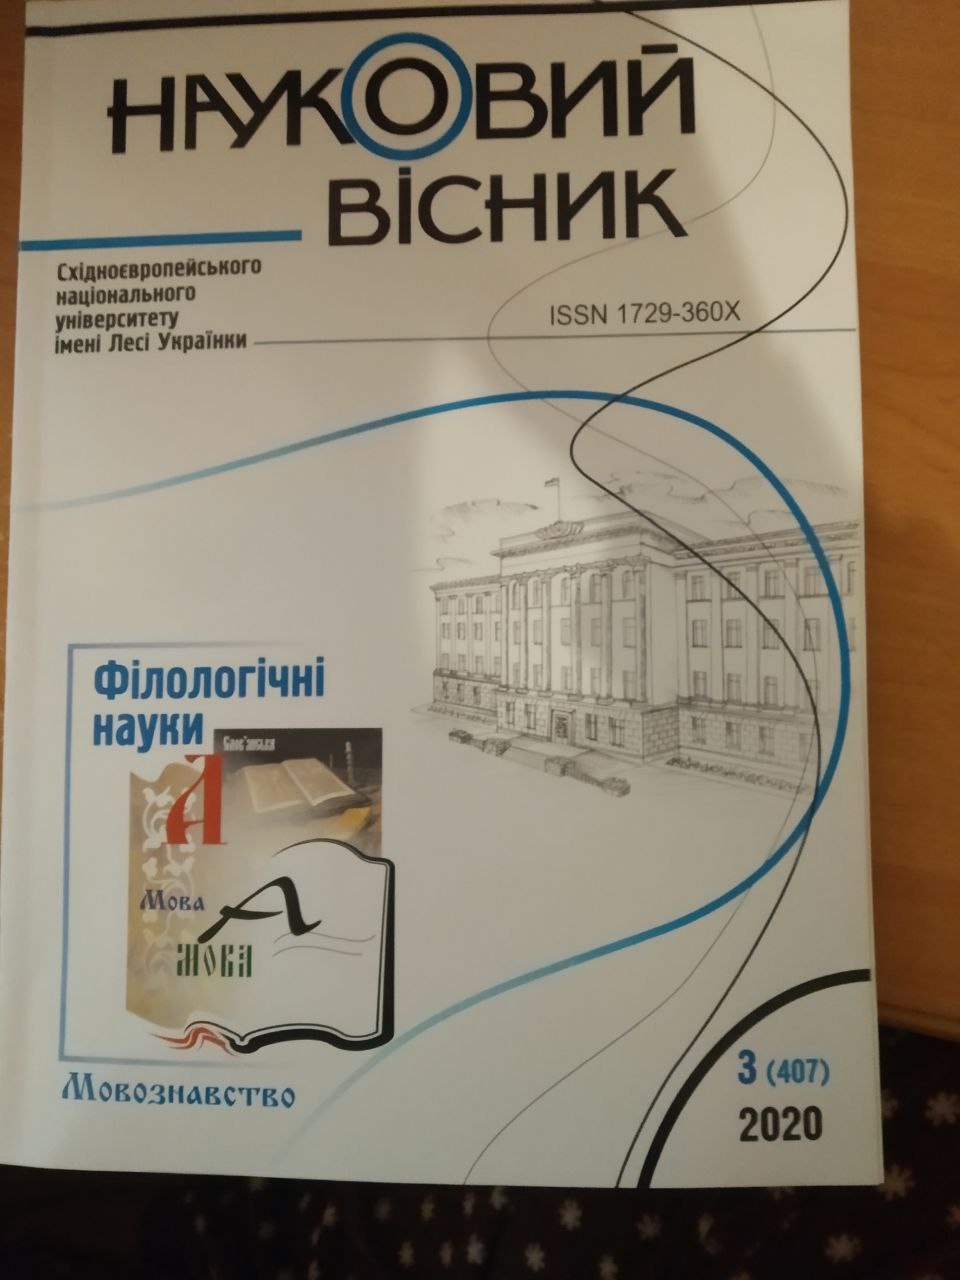 НАУКОВИЙ
ВІСНИК
Східноєвропейського
національного
університету
імені Лесі Українки
ISSN 1729-360X
Філологічні
науки
А
Мова
А
МОВА
Мовознавство
3 (407)
2020